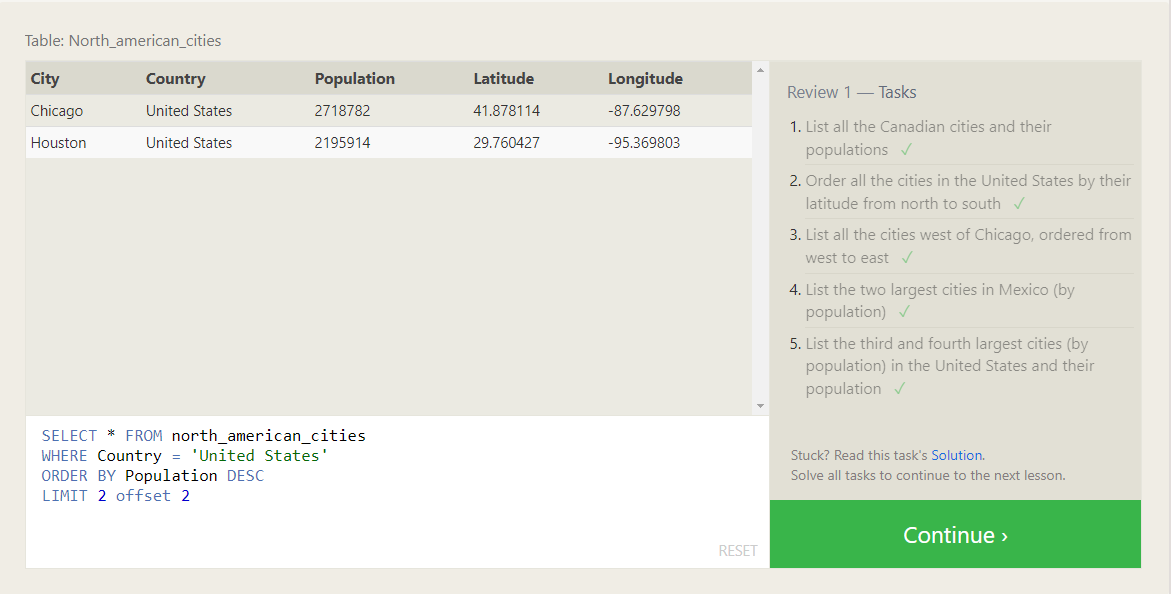 Table: North_american_cities
City Country Population Latitude Longitude
Chicago United States 2718782 41.878114 -87.629798
Houston United States 2195914 29.760427 -95.369803
SELECT * FROM north_american_cities
WHERE Country = 'United States'
ORDER BY Population DESC
LIMIT 2 offset 2
RESET
Review 1 — Tasks
1. List all the Canadian cities and their
populations ✓
2. Order all the cities in the United States by their
latitude from north to south ✓
3. List all the cities west of Chicago, ordered from
west to east ✓
4. List the two largest cities in Mexico (by
population) ✓
5. List the third and fourth largest cities (by
population) in the United States and their
population ✓
Stuck? Read this task's Solution.
Solve all tasks to continue to the next lesson.
Continue ›